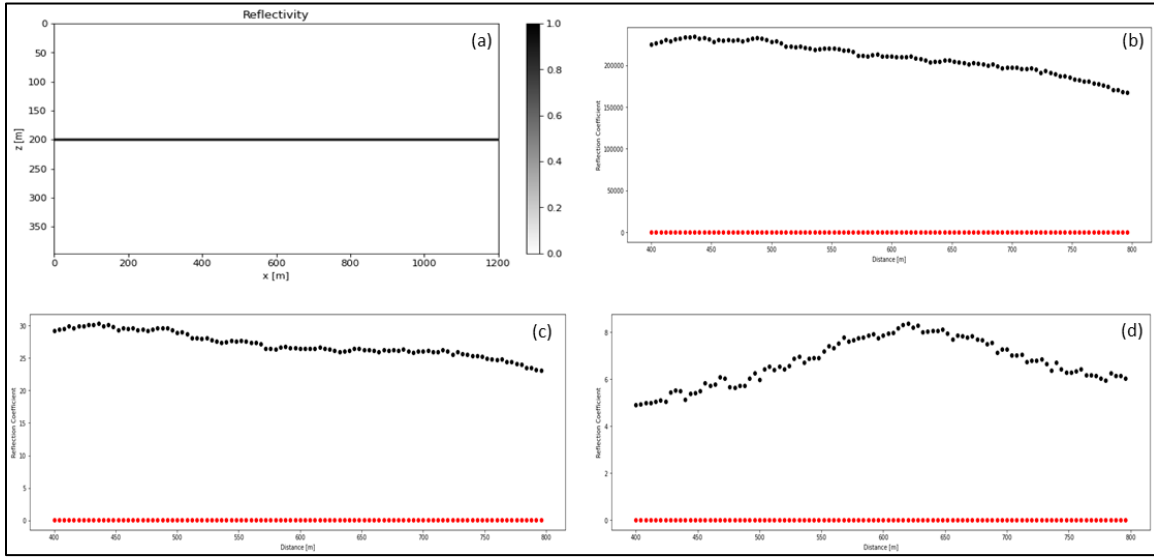 Reflectivity
(a)
0
50
100
150
200
250
300
350
z [m]
0 200 400 600 800 1000 1200
x [m]
1.0
0.8
0.6
0.4
0.2
0.0
(b)
200000
150000
100000
50000
0
Reflection Coefficient
400 450 500 550 600 650 700 750 800
Distance [m]
(c)
30
25
20
15
10
5
0
Reflection Coefficient
400 450 500 550 600 650 700 750 800
Distance [m]
(d)
8
6
4
2
0
Reflection Coefficient
400 450 500 550 600 650 700 750 800
Distance [m]